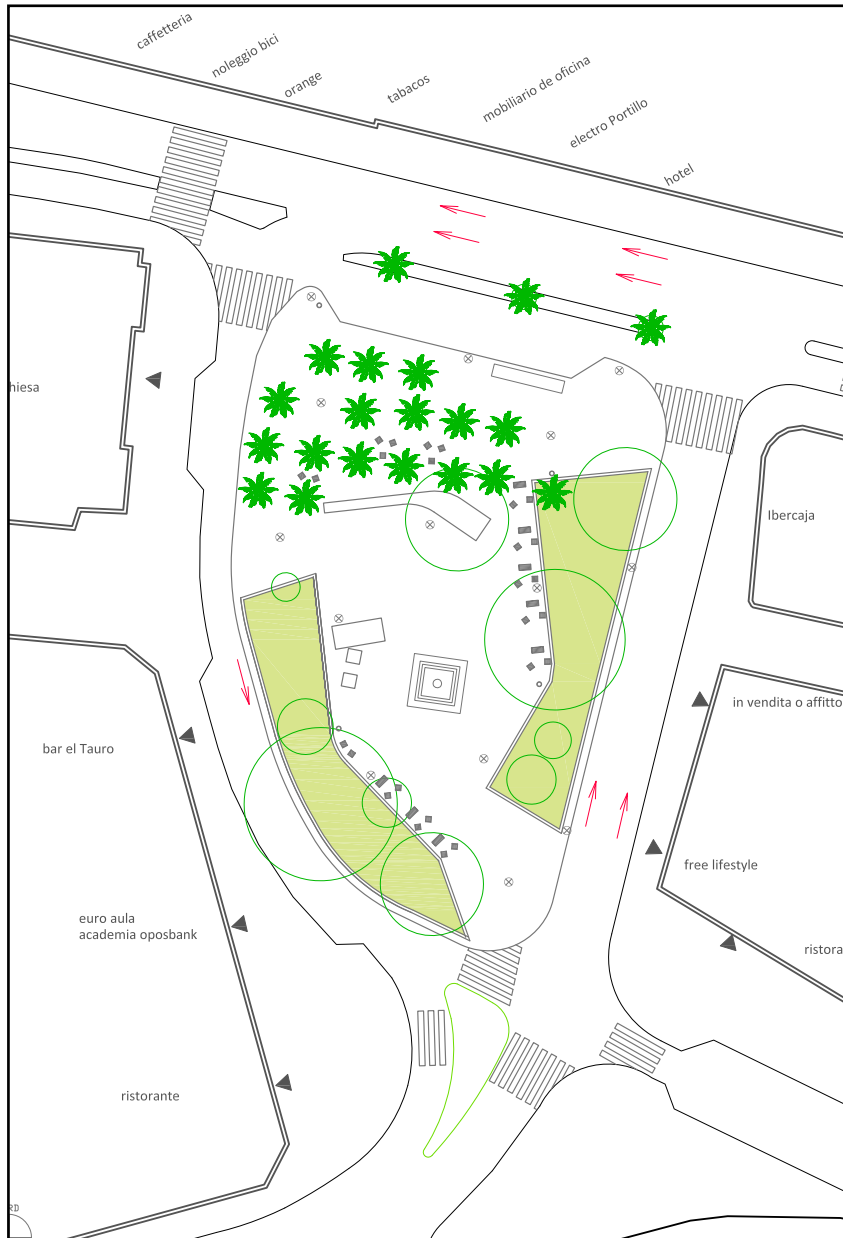 caffetteria
noleggio bici
orange
tabacos
mobiliario de oficina
electro Portillo
hotel
hiesa
Ibercaja
in vendita o affitto
bar el Tauro
free lifestyle
euro aula
academia oposbank
ristora
ristorante
RD